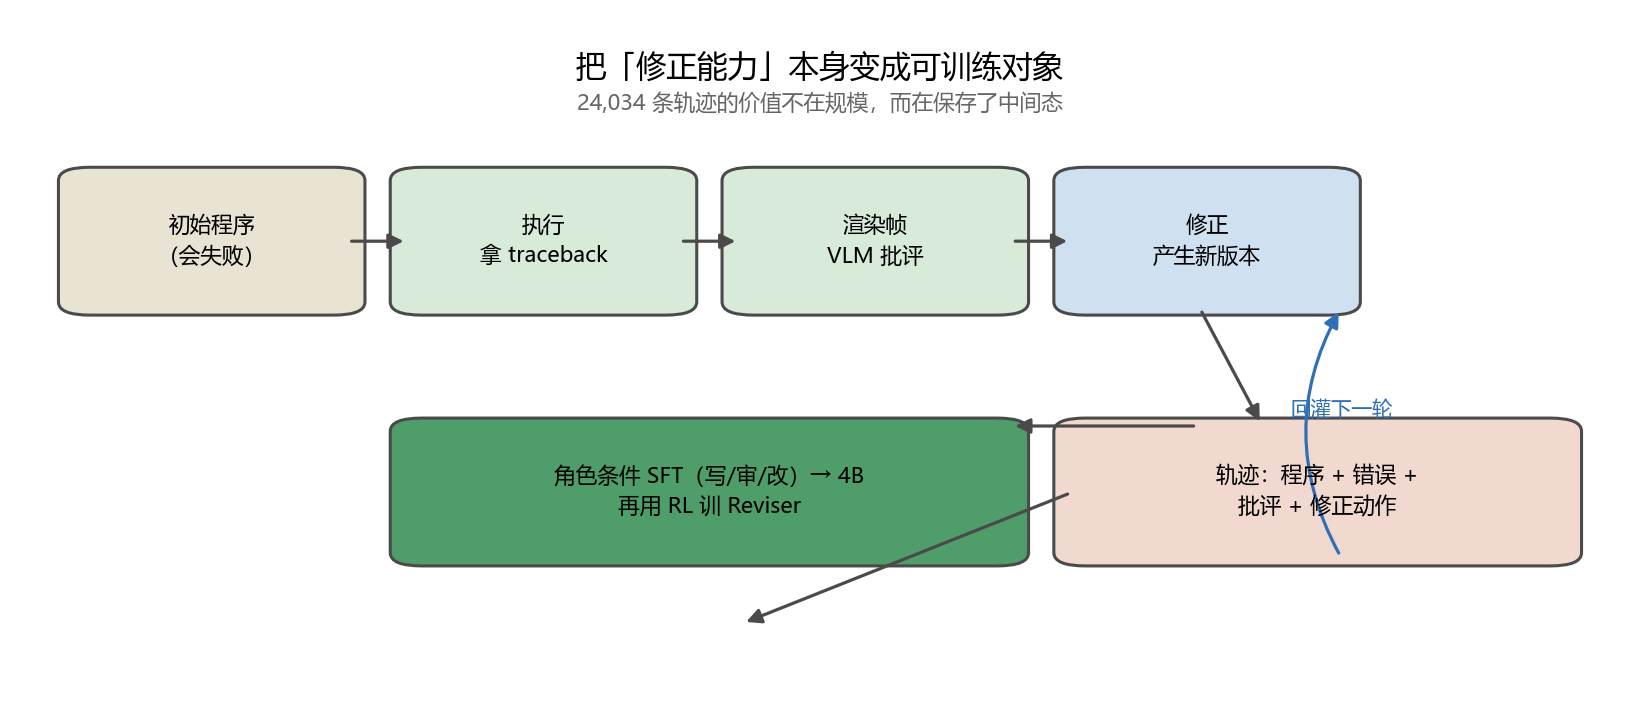 把「修正能力」本身变成可训练对象
24,034 条轨迹的价值不在规模，而在保存了中间态
初始程序
(会失败)
执行
拿 traceback
渲染帧
VLM 批评
修正
产生新版本
回灌下一轮
角色条件 SFT（写/审/改）→ 4B
再用 RL 训 Reviser
轨迹：程序 + 错误 +
批评 + 修正动作